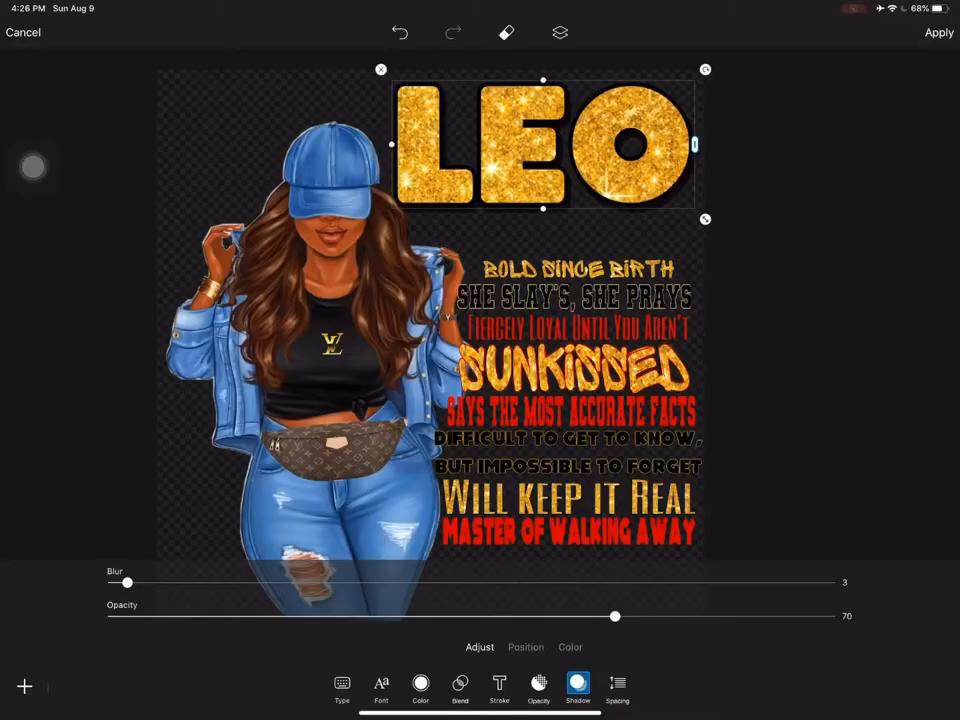 4:26 PM Sun Aug 9
68%
Cancel
Apply
LEO
BOLD SINCE BIRTH
SHE SLAY'S, SHE PRAYS
Fiercely Loyal Until You Aren't
SUNKISSED
SAYS THE MOST ACCURATE FACTS
DIFFICULT TO GET TO KNOW,
BUT IMPOSSIBLE TO FORGET
WILL KEEP IT REAL
MASTER OF WALKING AWAY
LV
Blur
3
Opacity
70
Adjust Position Color
Type Font Color Blend Stroke Opacity Shadow Spacing